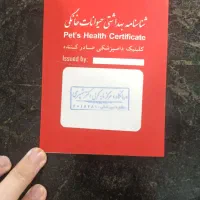 شناسنامه بهداشتی حیوانات خانگی
Pet's Health Certificate
کلینیک دامپزشکی صادر کننده
Issued by: